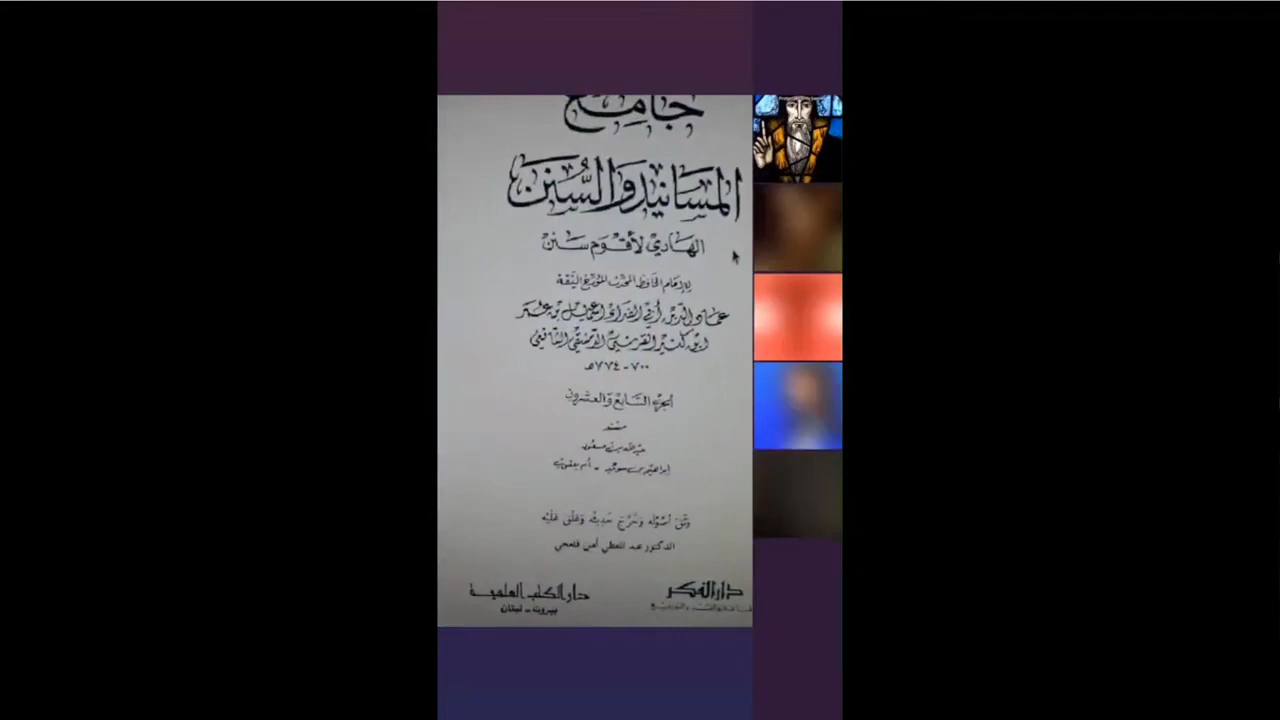 جامع
المسانيد والسنن
الهادي لأقوم سنن
للإمام الحافظ المحدث المؤرخ الثقة
عماد الدين أبي الفداء إسماعيل بن عمر
ابن كثير القرشي الدمشقي الشافعي
٧٠٠ - ٧٧٤هـ
الجزء السابع والعشرون
مسند
عبد الله بن مسعود
وثق أصوله وخرج حديثه وعلق عليه
الدكتور عبد المعطي أمين قلعجي
دار الكتب العلمية
بيروت - لبنان
دار الفكر